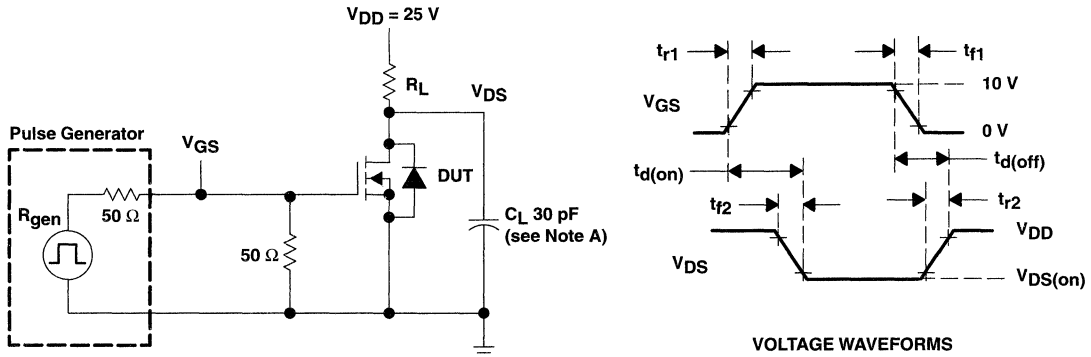 VDD = 25 V
RL
VDS
Pulse Generator
VGS
Rgen
50 Ω
50 Ω
DUT
CL 30 pF
(see Note A)
tr1
tf1
VGS
10 V
0 V
td(on)
td(off)
tf2
tr2
VDS
VDD
VDS(on)
VOLTAGE WAVEFORMS